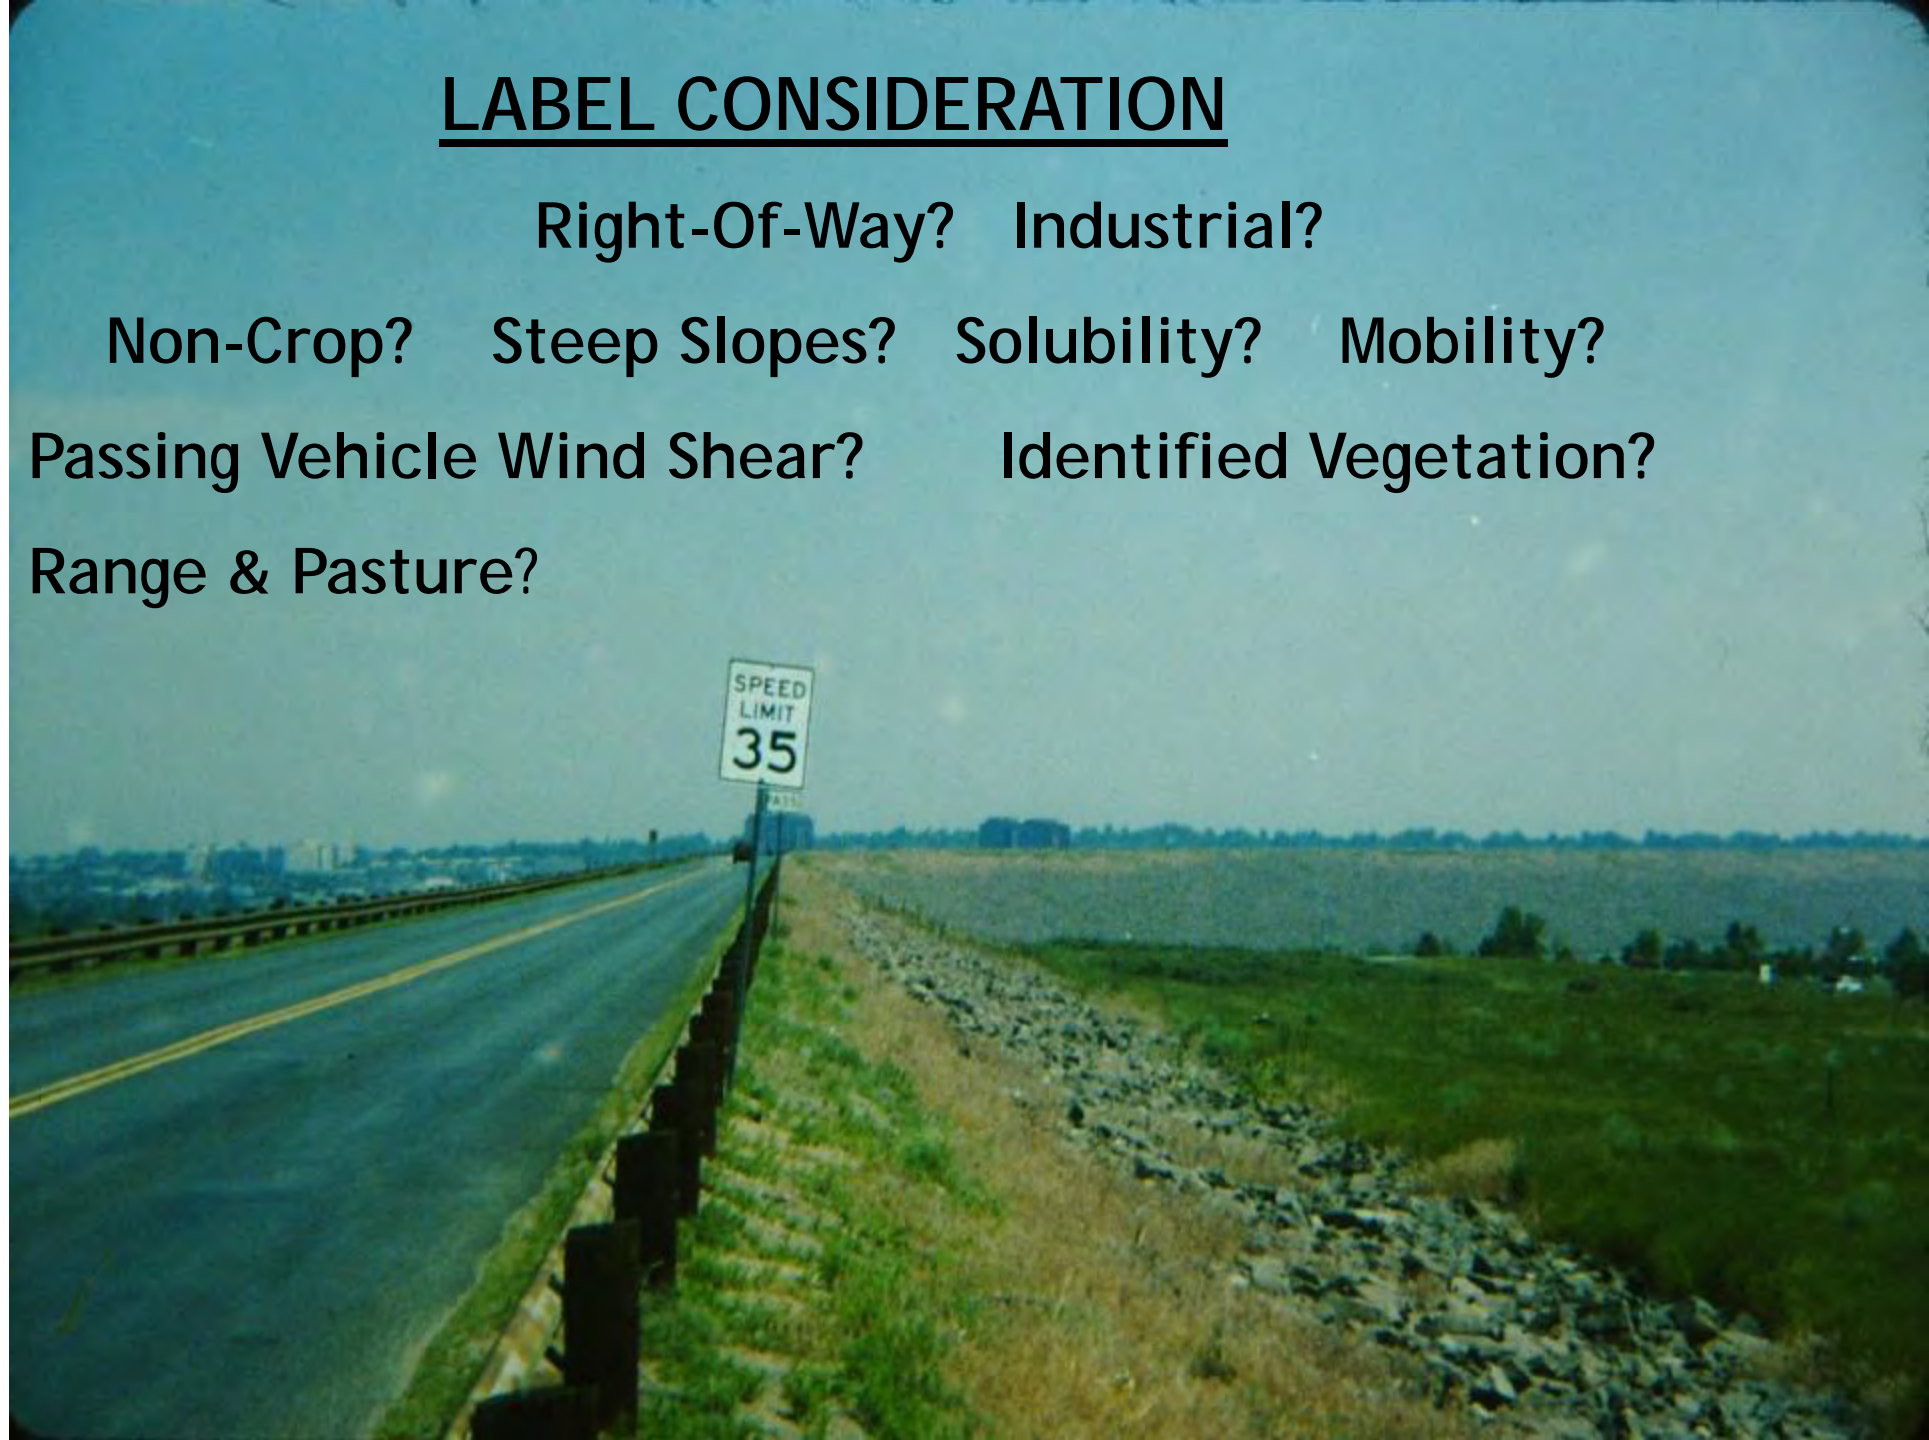 LABEL CONSIDERATION
Right-Of-Way? Industrial?
Non-Crop? Steep Slopes? Solubility? Mobility?
Passing Vehicle Wind Shear? Identified Vegetation?
Range & Pasture?
SPEED
LIMIT
35